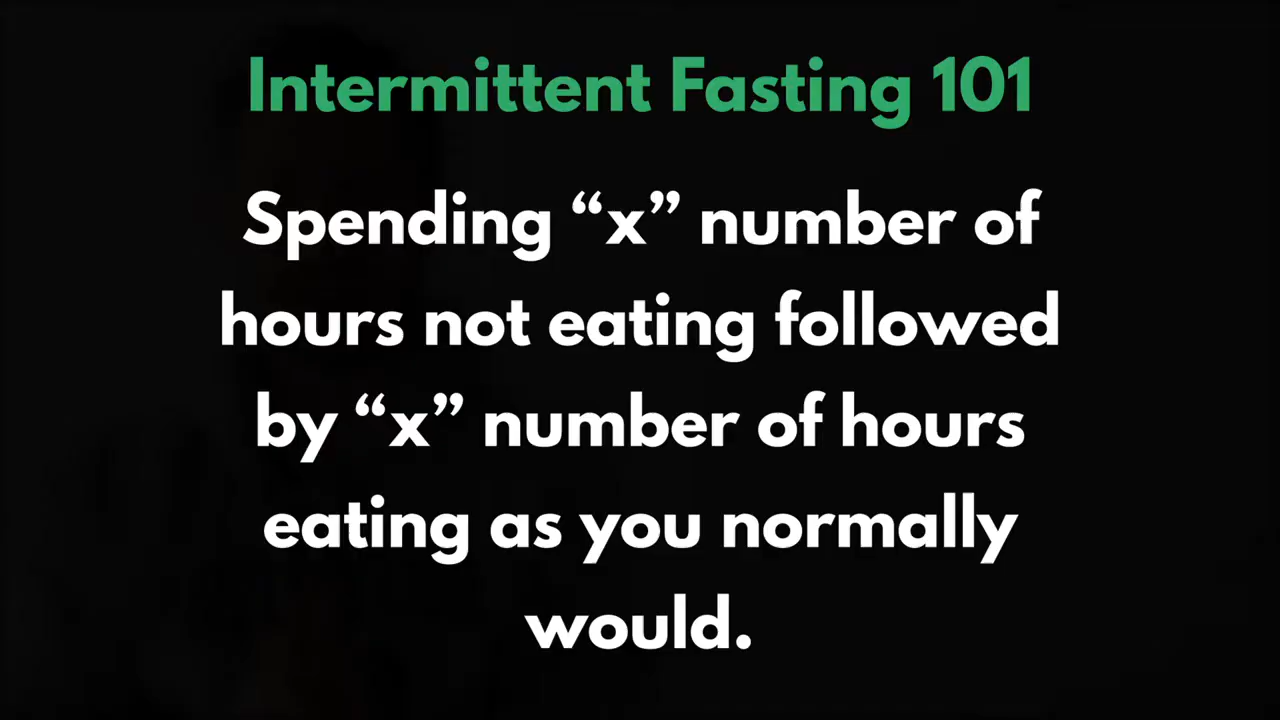 Intermittent Fasting 101
Spending “x” number of
hours not eating followed
by “x” number of hours
eating as you normally
would.